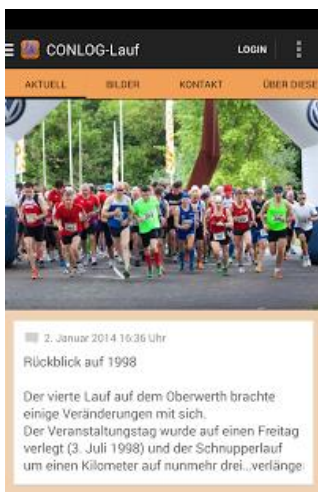 CONLOG-Lauf
LOGIN
AKTUELL
BILDER
KONTAKT
ÜBER DIESE
2. Januar 2014 16:36 Uhr
Rückblick auf 1998
Der vierte Lauf auf dem Oberwerth brachte
einige Veränderungen mit sich.
Der Veranstaltungstag wurde auf einen Freitag
verlegt (3. Juli 1998) und der Schnupperlauf
um einen Kilometer auf nunmehr drei...verlänge